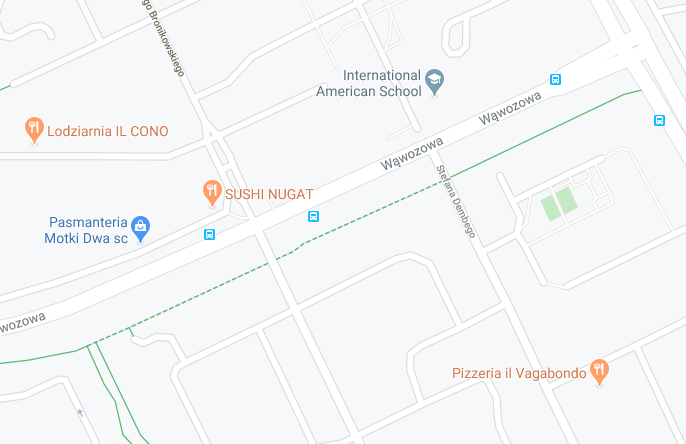 go Bronikowskiego
International
American School
Wąwozowa
Lodziarnia IL CONO
Wąwozowa
Stefana Dembego
SUSHI NUGAT
Pasmanteria
Motki Dwa sc
wozowa
Pizzeria il Vagabondo